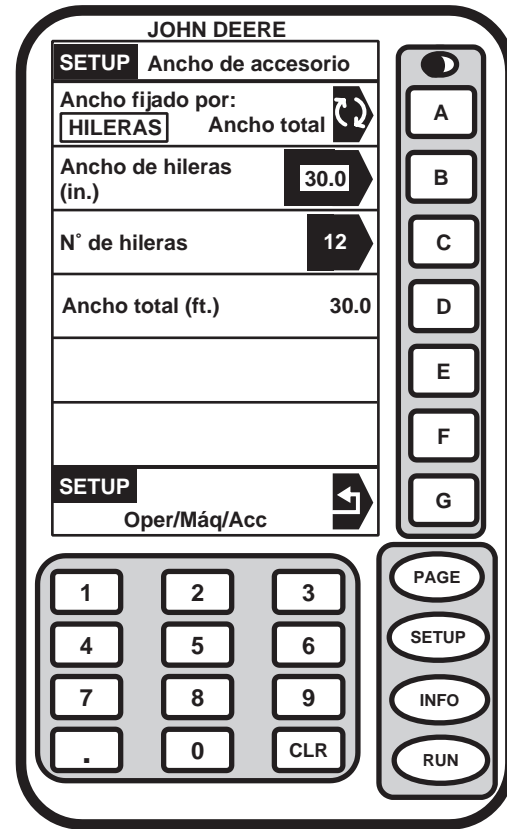 JOHN DEERE
SETUP Ancho de accesorio
Ancho fijado por:
HILERAS Ancho total
Ancho de hileras
(in.) 30.0
N° de hileras 12
Ancho total (ft.) 30.0
SETUP
Oper/Máq/Acc
A
B
C
D
E
F
G
PAGE
SETUP
INFO
RUN
1 2 3
4 5 6
7 8 9
. 0 CLR